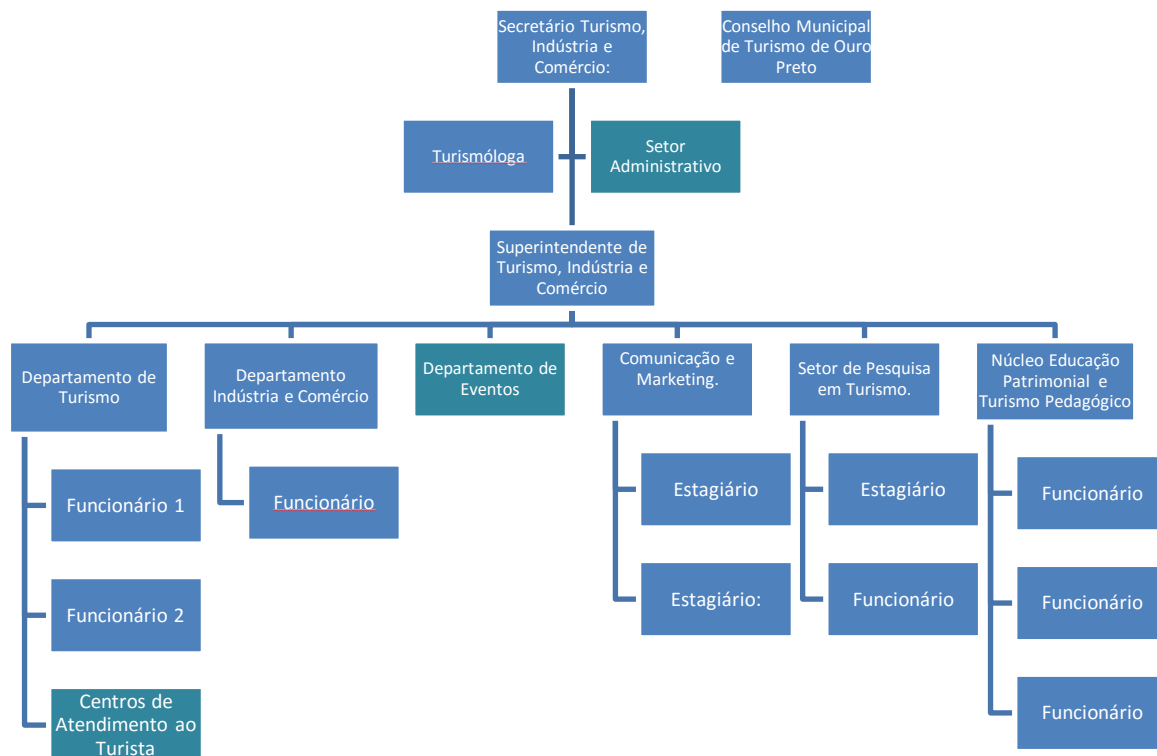 Secretário Turismo,
Indústria e
Comércio:
Conselho Municipal
de Turismo de Ouro
Preto
Turismóloga
Setor
Administrativo
Superintendente de
Turismo, Indústria e
Comércio
Departamento de
Turismo
Departamento
Indústria e Comércio
Departamento de
Eventos
Comunicação e
Marketing.
Setor de Pesquisa
em Turismo.
Núcleo Educação
Patrimonial e
Turismo Pedagógico
Funcionário 1
Funcionário
Estagiário
Estagiário
Funcionário
Funcionário 2
Estagiário:
Funcionário
Funcionário
Centros de
Atendimento ao
Turista
Funcionário